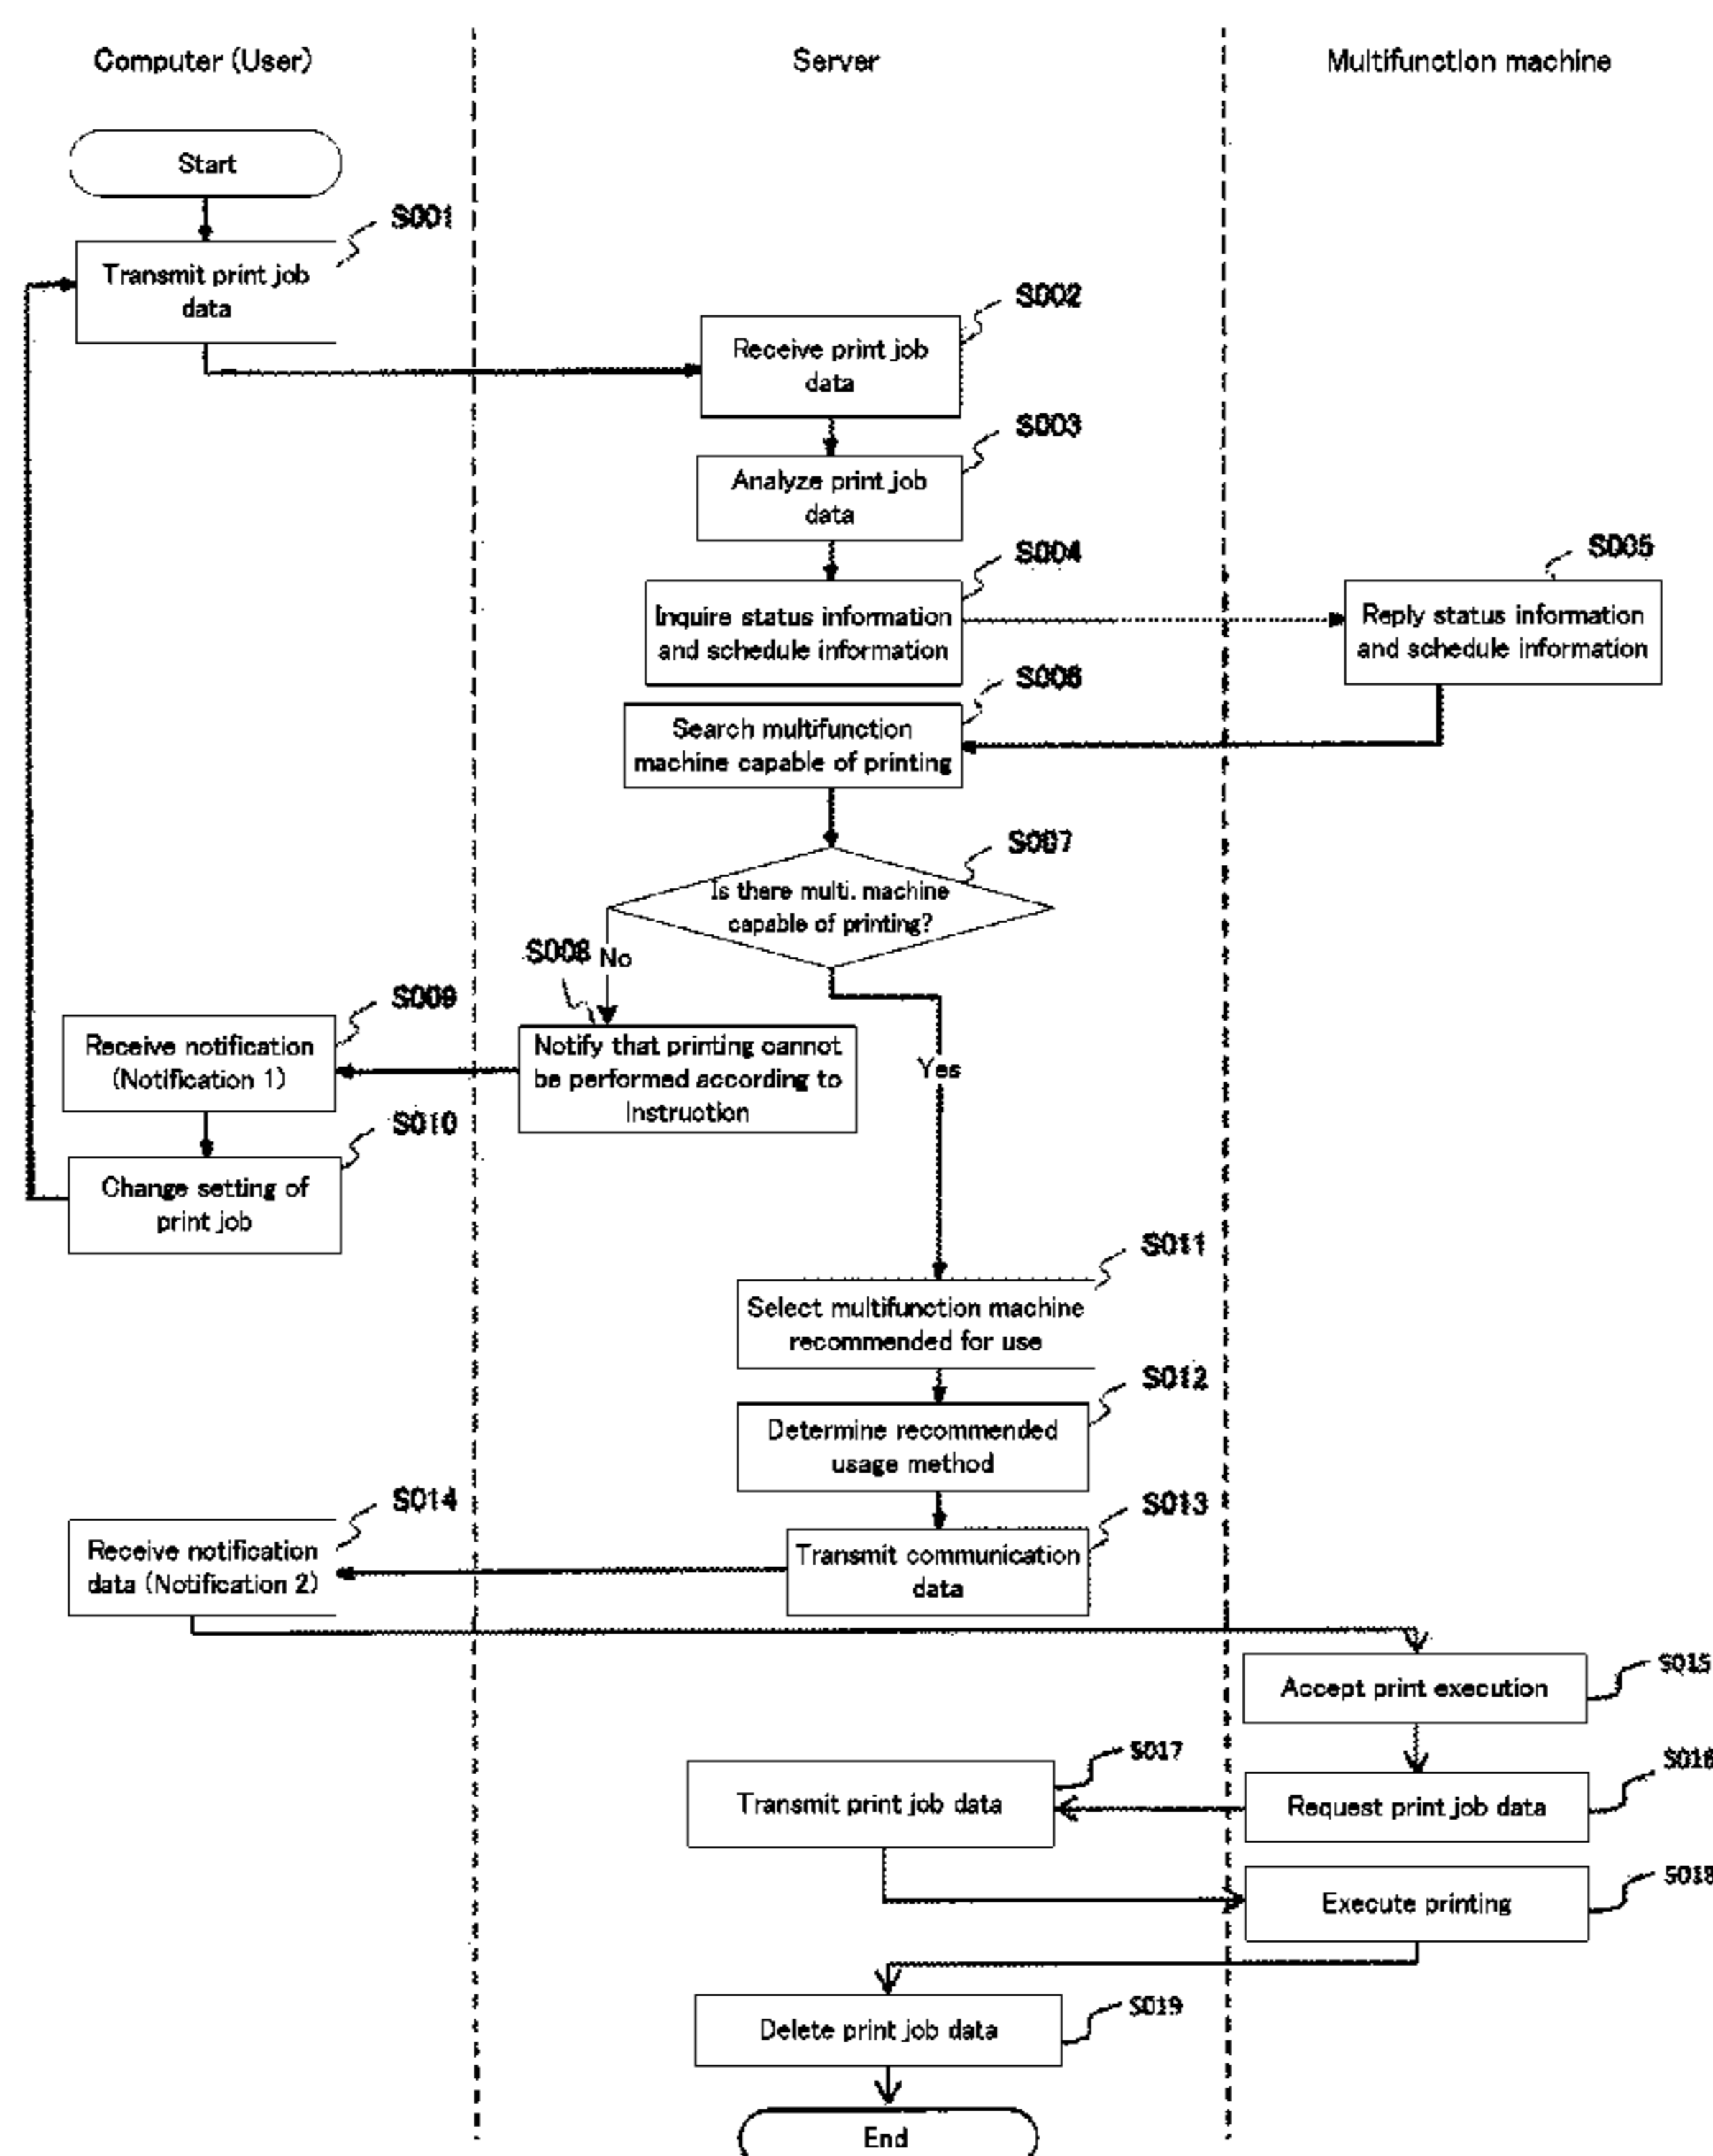 Computer (User)
Server
Multifunction machine
Start
S001
Transmit print job
data
S002
Receive print job
data
S003
Analyze print job
data
S004
Inquire status information
and schedule information
S005
Reply status information
and schedule information
S006
Search multifunction
machine capable of printing
S007
Is there multi. machine
capable of printing?
S008
No
Yes
Notify that printing cannot
be performed according to
Instruction
S009
Receive notification
(Notification 1)
S010
Change setting of
print job
S011
Select multifunction machine
recommended for use
S012
Determine recommended
usage method
S013
Transmit communication
data
S014
Receive notification
data (Notification 2)
S015
Accept print execution
S016
Request print job data
S017
Transmit print job data
S018
Execute printing
S019
Delete print job data
End